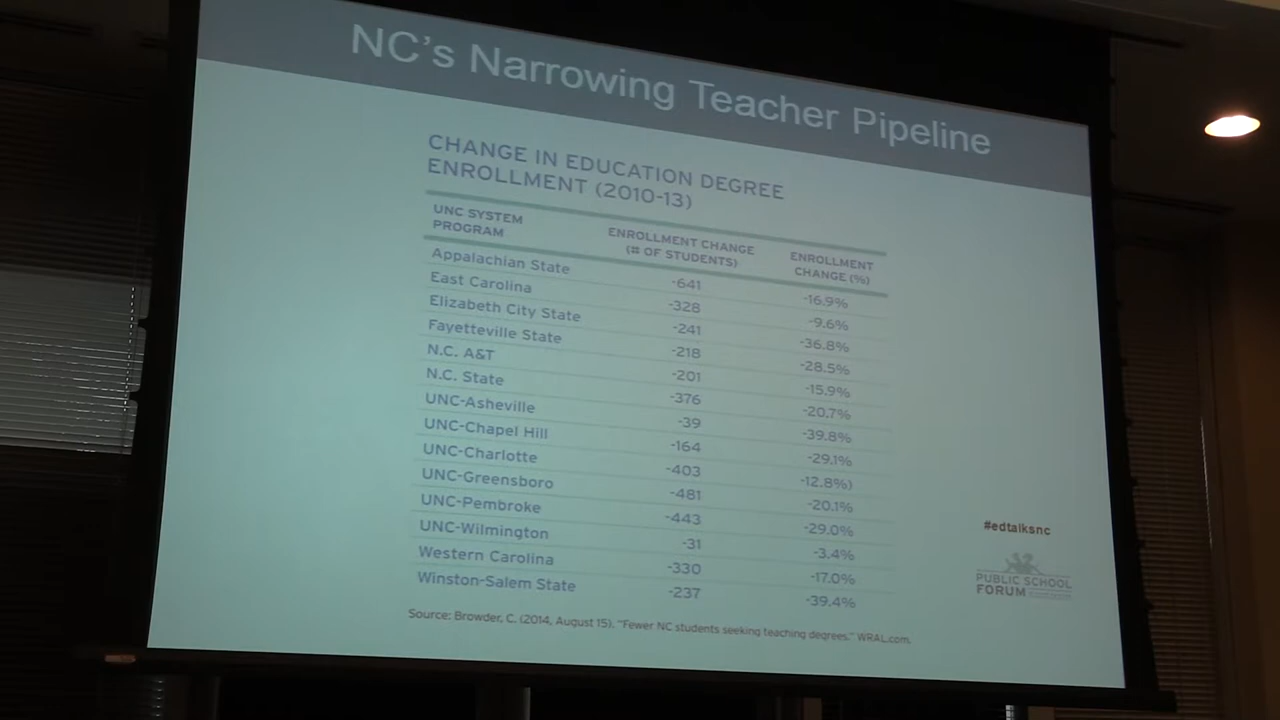 NC's Narrowing Teacher Pipeline
CHANGE IN EDUCATION DEGREE
ENROLLMENT (2010-13)
UNC SYSTEM PROGRAM ENROLLMENT CHANGE (# OF STUDENTS) ENROLLMENT CHANGE (%)
Appalachian State -641 -16.9%
East Carolina -328 -9.6%
Elizabeth City State -241 -36.8%
Fayetteville State -218 -28.5%
N.C. A&T -201 -15.9%
N.C. State -376 -20.7%
UNC-Asheville -39 -39.8%
UNC-Chapel Hill -164 -29.1%
UNC-Charlotte -403 -12.8%)
UNC-Greensboro -481 -20.1%
UNC-Pembroke -443 -29.0%
UNC-Wilmington -31 -3.4%
Western Carolina -330 -17.0%
Winston-Salem State -237 -39.4%
Source: Browder, C. (2014, August 15). "Fewer NC students seeking teaching degrees." WRAL.com.
#edtalksnc
PUBLIC SCHOOL
FORUM